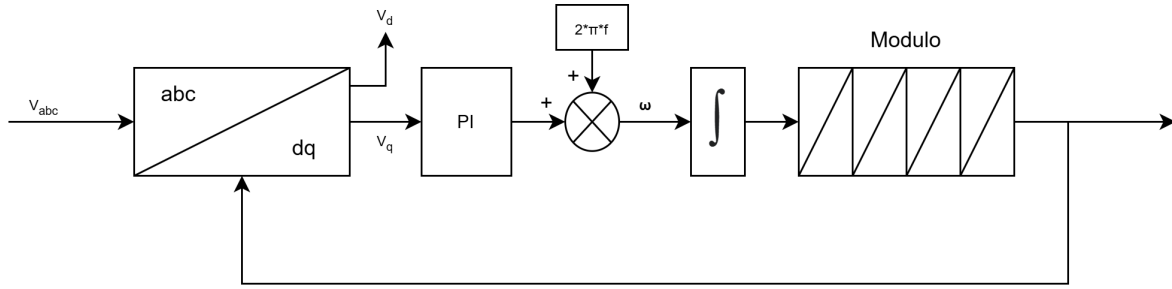 V_d
2*π*f
Modulo
abc
V_abc
+
+
ω
∫
PI
dq
V_q